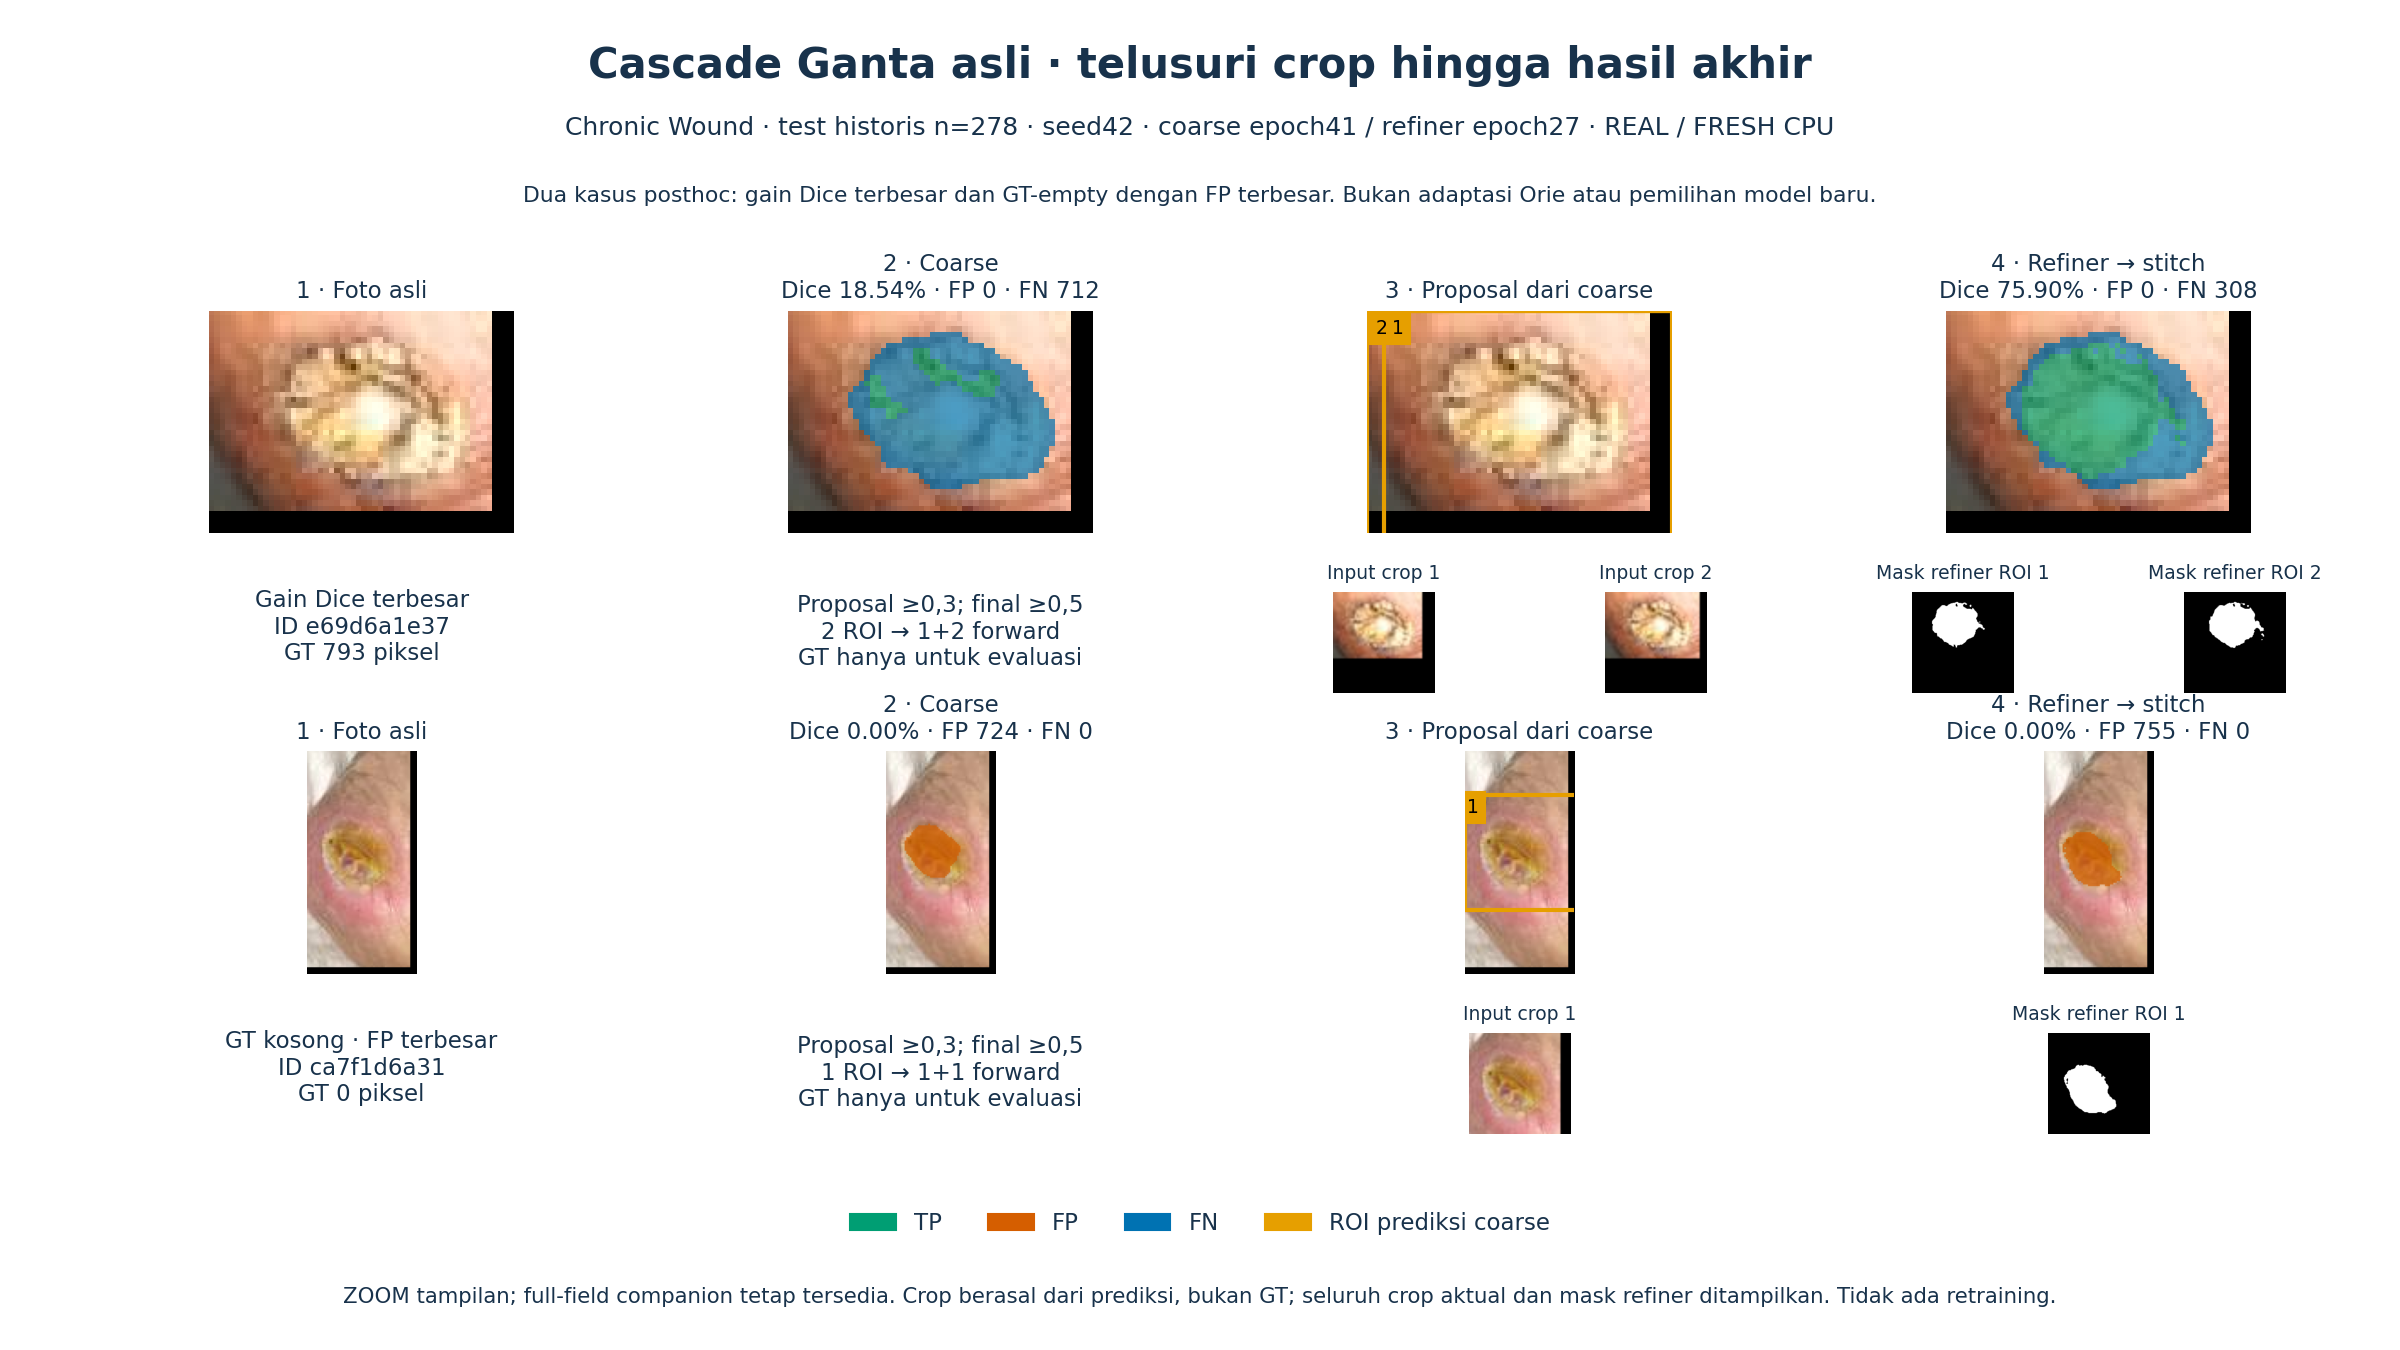 Cascade Ganta asli · telusuri crop hingga hasil akhir
Chronic Wound · test historis n=278 · seed42 · coarse epoch41 / refiner epoch27 · REAL / FRESH CPU
Dua kasus posthoc: gain Dice terbesar dan GT-empty dengan FP terbesar. Bukan adaptasi Orie atau pemilihan model baru.
1 · Foto asli
2 · Coarse
Dice 18.54% · FP 0 · FN 712
3 · Proposal dari coarse
4 · Refiner → stitch
Dice 75.90% · FP 0 · FN 308
2 1
Gain Dice terbesar
ID e69d6a1e37
GT 793 piksel
Proposal ≥0,3; final ≥0,5
2 ROI → 1+2 forward
GT hanya untuk evaluasi
Input crop 1
Input crop 2
Mask refiner ROI 1
Mask refiner ROI 2
1 · Foto asli
2 · Coarse
Dice 0.00% · FP 724 · FN 0
3 · Proposal dari coarse
4 · Refiner → stitch
Dice 0.00% · FP 755 · FN 0
1
GT kosong · FP terbesar
ID ca7f1d6a31
GT 0 piksel
Proposal ≥0,3; final ≥0,5
1 ROI → 1+1 forward
GT hanya untuk evaluasi
Input crop 1
Mask refiner ROI 1
TP
FP
FN
ROI prediksi coarse
ZOOM tampilan; full-field companion tetap tersedia. Crop berasal dari prediksi, bukan GT; seluruh crop aktual dan mask refiner ditampilkan. Tidak ada retraining.